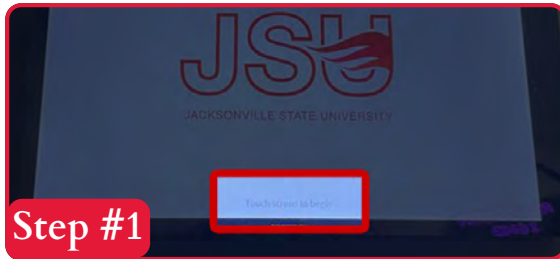 JSU
JACKSONVILLE STATE UNIVERSITY
Touch screen to begin
Step #1